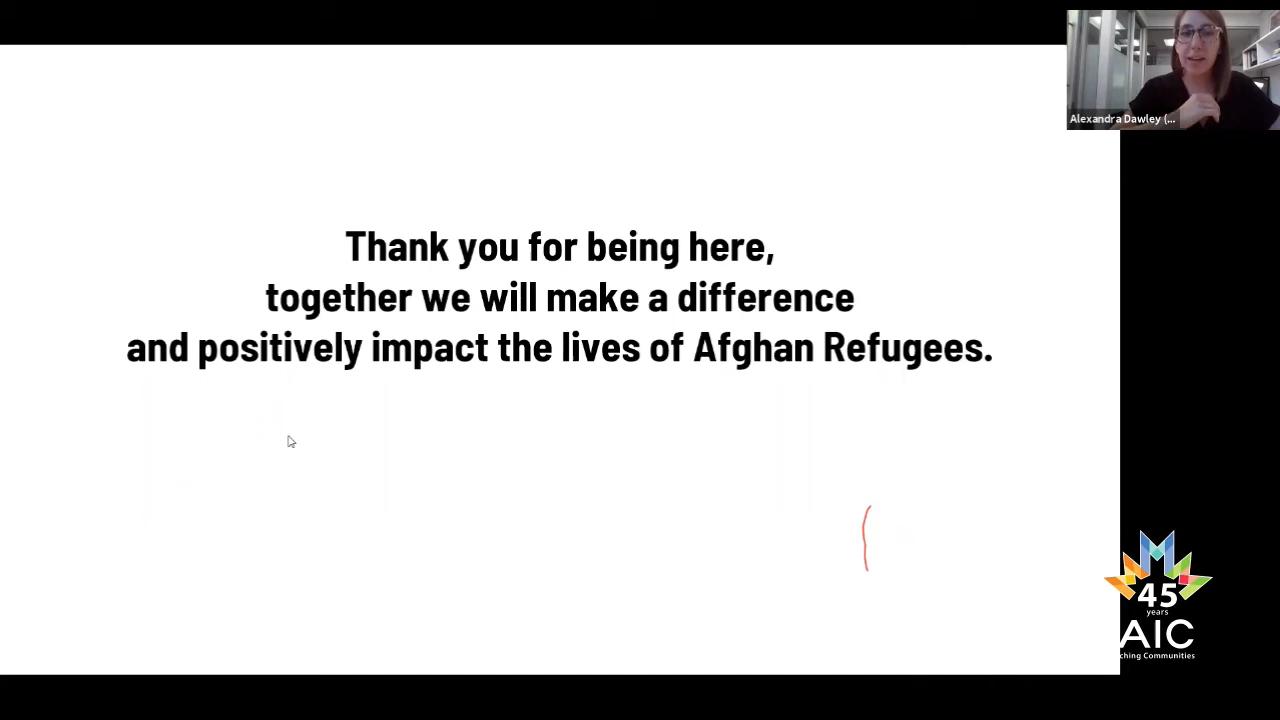 Alexandra Dawley (...
Thank you for being here,
together we will make a difference
and positively impact the lives of Afghan Refugees.
45
years
AIC
ching Communities